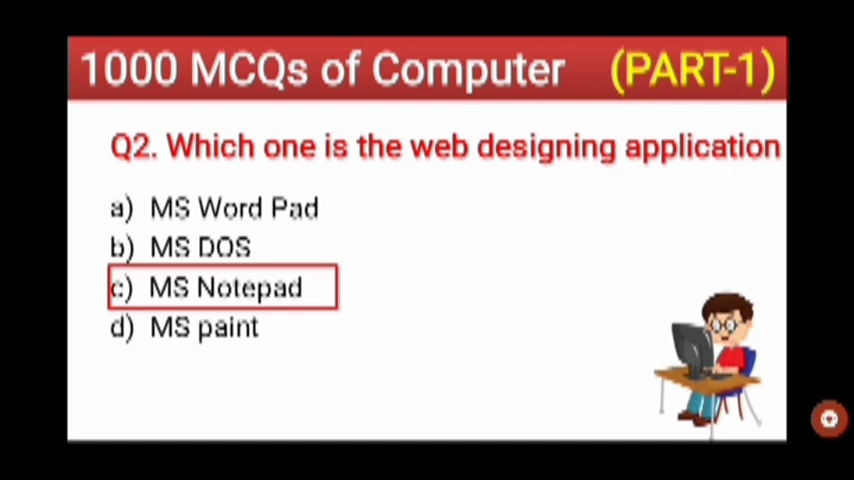 1000 MCQs of Computer (PART-1)
Q2. Which one is the web designing application
a) MS Word Pad
b) MS DOS
c) MS Notepad
d) MS paint